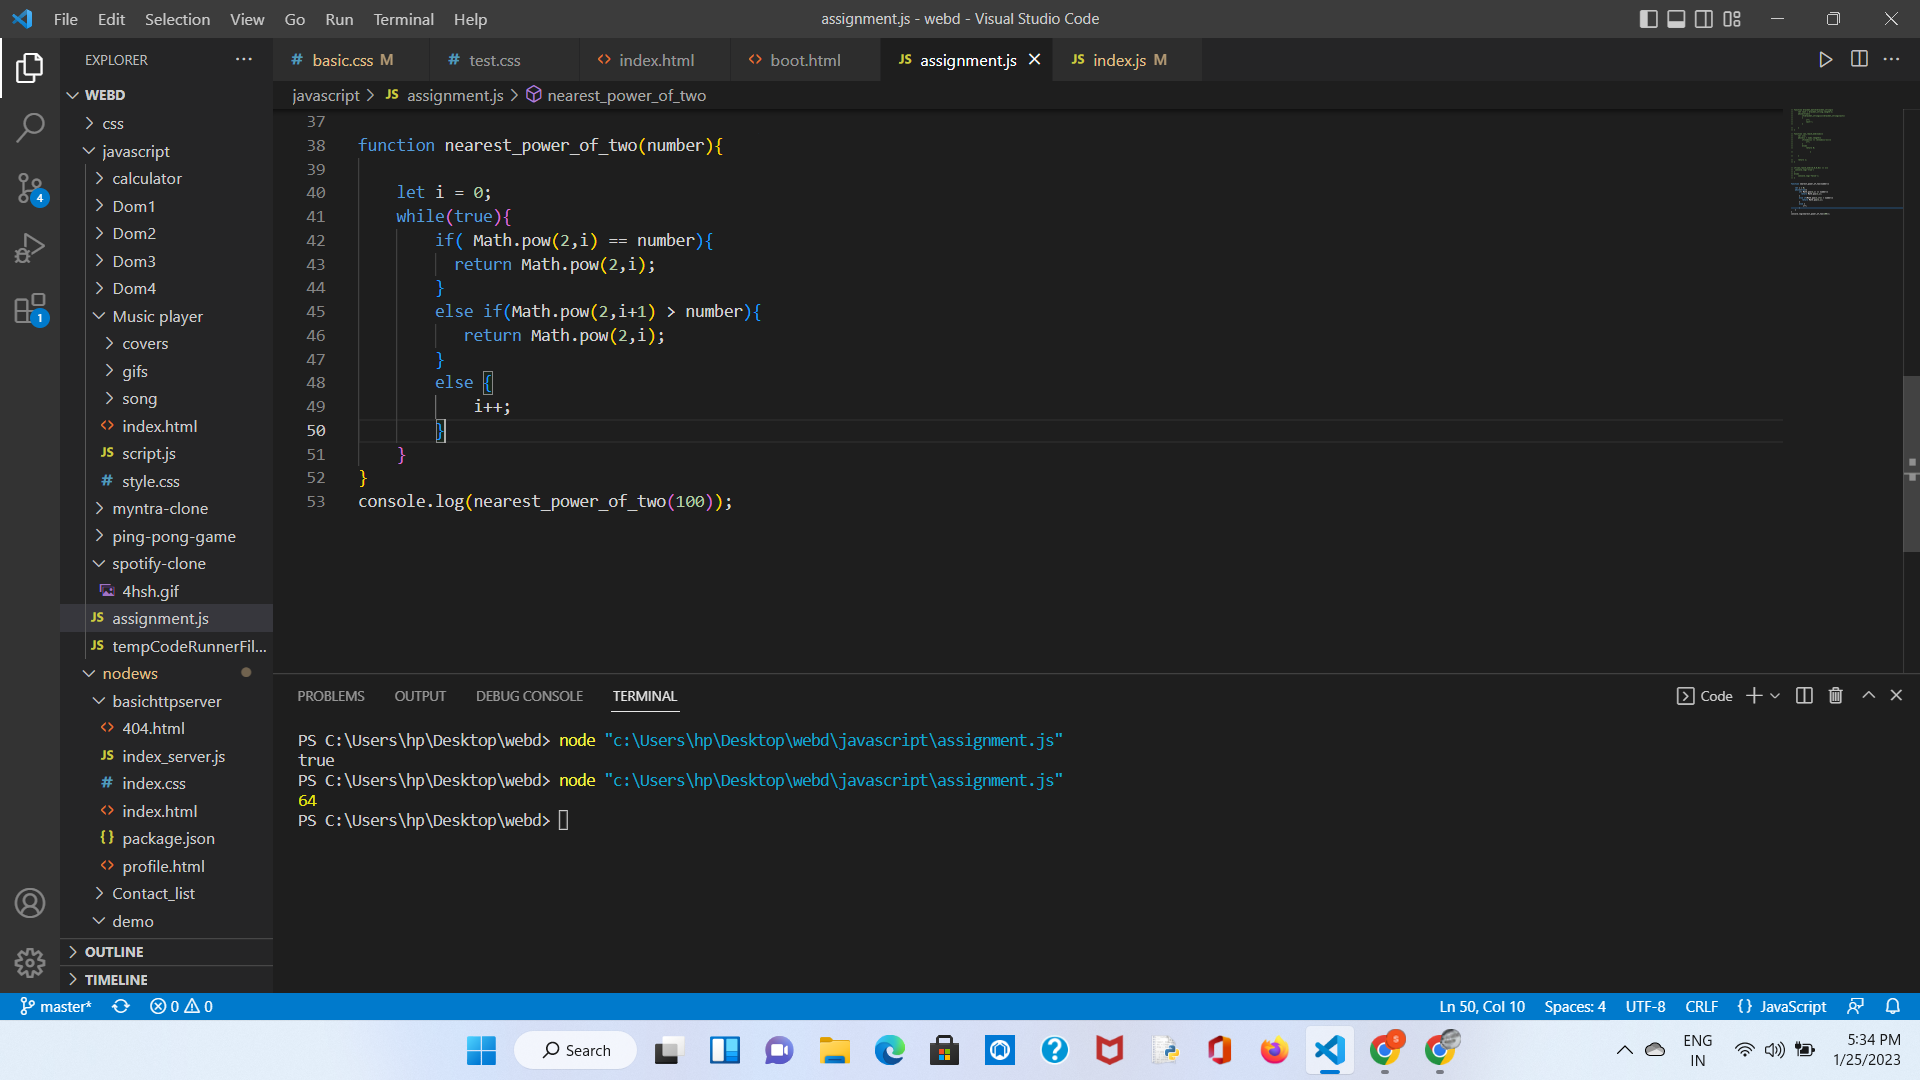 File Edit Selection View Go Run Terminal Help
assignment.js - webd - Visual Studio Code
EXPLORER
# basic.css M
# test.css
<> index.html
<> boot.html
JS assignment.js
JS index.js M
javascript > JS assignment.js > nearest_power_of_two
WEBD
css
javascript
calculator
Dom1
Dom2
Dom3
Dom4
Music player
covers
gifs
song
<> index.html
JS script.js
# style.css
myntra-clone
ping-pong-game
spotify-clone
4hsh.gif
JS assignment.js
JS tempCodeRunnerFil...
nodews
basichttpserver
<> 404.html
JS index_server.js
# index.css
<> index.html
{} package.json
<> profile.html
Contact_list
demo
OUTLINE
TIMELINE
4
1
37
38 function nearest_power_of_two(number){
39
40 let i = 0;
41 while(true){
42 if( Math.pow(2,i) == number){
43 return Math.pow(2,i);
44 }
45 else if(Math.pow(2,i+1) > number){
46 return Math.pow(2,i);
47 }
48 else {
49 i++;
50 }
51 }
52 }
53 console.log(nearest_power_of_two(100));
PROBLEMS OUTPUT DEBUG CONSOLE TERMINAL
Code
PS C:\Users\hp\Desktop\webd> node "c:\Users\hp\Desktop\webd\javascript\assignment.js"
true
PS C:\Users\hp\Desktop\webd> node "c:\Users\hp\Desktop\webd\javascript\assignment.js"
64
PS C:\Users\hp\Desktop\webd>
master* 0 0
Ln 50, Col 10 Spaces: 4 UTF-8 CRLF {} JavaScript
Search
S
ENG
IN
5:34 PM
1/25/2023